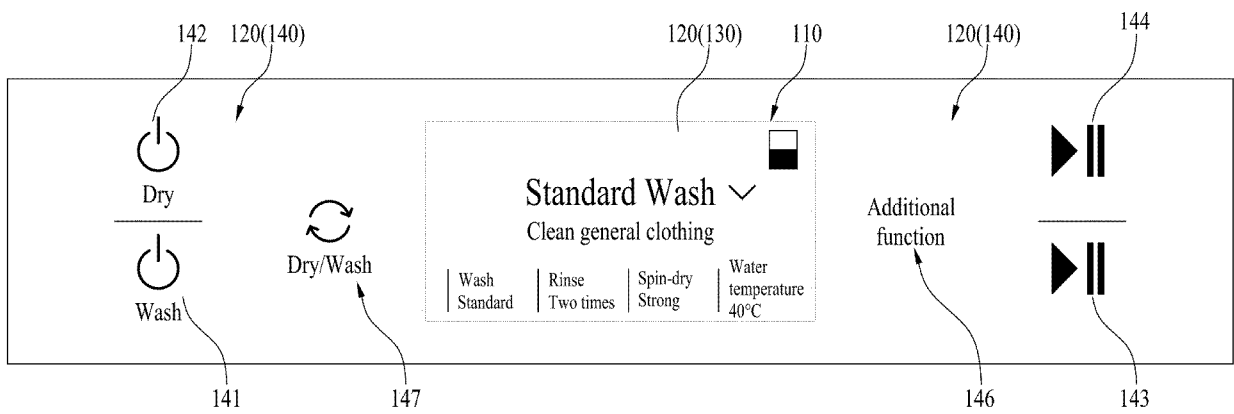 142
120(140)
120(130)
110
120(140)
144
Dry
Wash
Dry/Wash
Standard Wash
Clean general clothing
Wash
Standard
Rinse
Two times
Spin-dry
Strong
Water
temperature
40°C
Additional
function
141
147
146
143